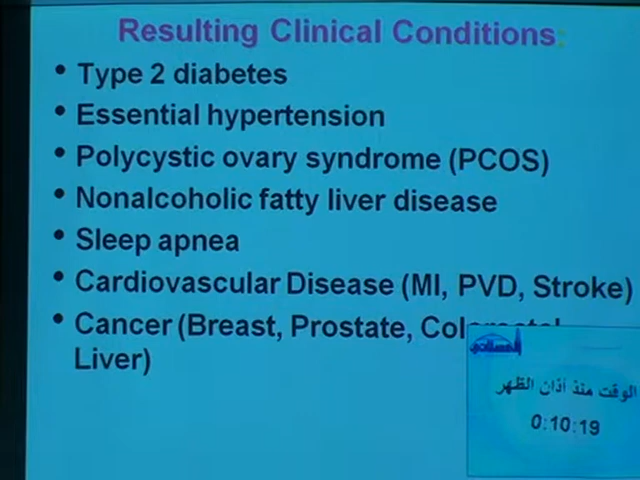 Resulting Clinical Conditions:
• Type 2 diabetes
• Essential hypertension
• Polycystic ovary syndrome (PCOS)
• Nonalcoholic fatty liver disease
• Sleep apnea
• Cardiovascular Disease (MI, PVD, Stroke)
• Cancer (Breast, Prostate,
Liver)
الوقت منذ أذان الظهر
0:10:19